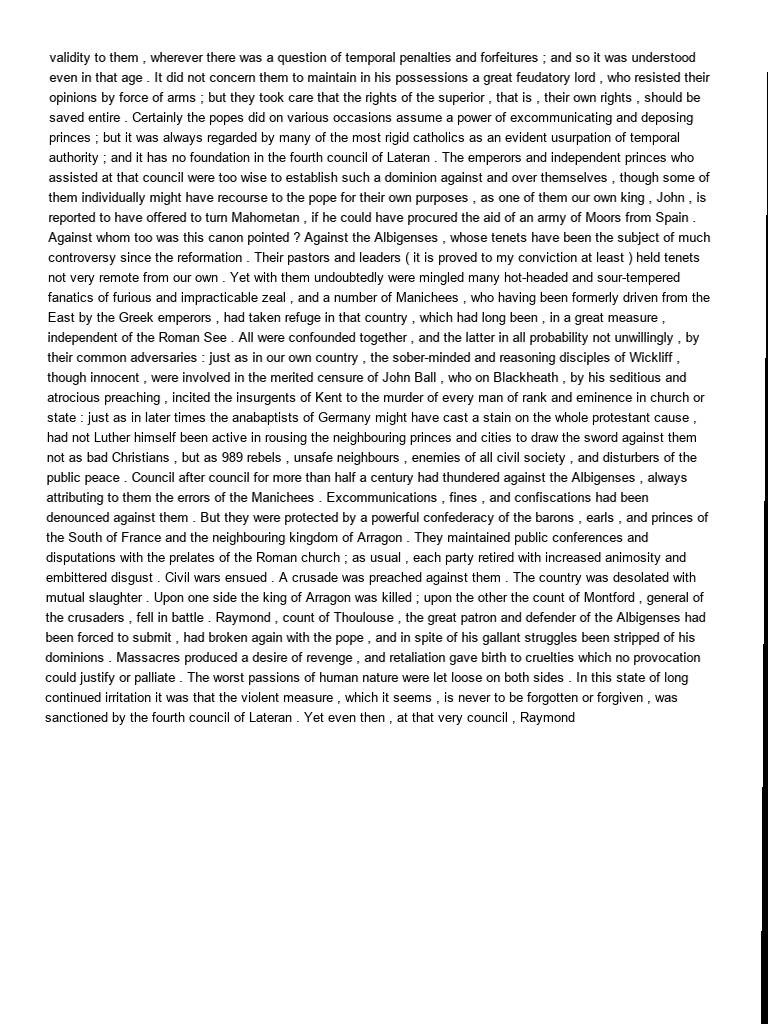 validity to them , wherever there was a question of temporal penalties and forfeitures ; and so it was understood
even in that age . It did not concern them to maintain in his possessions a great feudatory lord , who resisted their
opinions by force of arms ; but they took care that the rights of the superior , that is , their own rights , should be
saved entire . Certainly the popes did on various occasions assume a power of excommunicating and deposing
princes ; but it was always regarded by many of the most rigid catholics as an evident usurpation of temporal
authority ; and it has no foundation in the fourth council of Lateran . The emperors and independent princes who
assisted at that council were too wise to establish such a dominion against and over themselves , though some of
them individually might have recourse to the pope for their own purposes , as one of them our own king , John , is
reported to have offered to turn Mahometan , if he could have procured the aid of an army of Moors from Spain .
Against whom too was this canon pointed ? Against the Albigenses , whose tenets have been the subject of much
controversy since the reformation . Their pastors and leaders ( it is proved to my conviction at least ) held tenets
not very remote from our own . Yet with them undoubtedly were mingled many hot-headed and sour-tempered
fanatics of furious and impracticable zeal , and a number of Manichees , who having been formerly driven from the
East by the Greek emperors , had taken refuge in that country , which had long been , in a great measure ,
independent of the Roman See . All were confounded together , and the latter in all probability not unwillingly , by
their common adversaries : just as in our own country , the sober-minded and reasoning disciples of Wickliff ,
though innocent , were involved in the merited censure of John Ball , who on Blackheath , by his seditious and
atrocious preaching , incited the insurgents of Kent to the murder of every man of rank and eminence in church or
state : just as in later times the anabaptists of Germany might have cast a stain on the whole protestant cause ,
had not Luther himself been active in rousing the neighbouring princes and cities to draw the sword against them
not as bad Christians , but as 989 rebels , unsafe neighbours , enemies of all civil society , and disturbers of the
public peace . Council after council for more than half a century had thundered against the Albigenses , always
attributing to them the errors of the Manichees . Excommunications , fines , and confiscations had been
denounced against them . But they were protected by a powerful confederacy of the barons , earls , and princes of
the South of France and the neighbouring kingdom of Arragon . They maintained public conferences and
disputations with the prelates of the Roman church ; as usual , each party retired with increased animosity and
embittered disgust . Civil wars ensued . A crusade was preached against them . The country was desolated with
mutual slaughter . Upon one side the king of Arragon was killed ; upon the other the count of Montford , general of
the crusaders , fell in battle . Raymond , count of Thoulouse , the great patron and defender of the Albigenses had
been forced to submit , had broken again with the pope , and in spite of his gallant struggles been stripped of his
dominions . Massacres produced a desire of revenge , and retaliation gave birth to cruelties which no provocation
could justify or palliate . The worst passions of human nature were let loose on both sides . In this state of long
continued irritation it was that the violent measure , which it seems , is never to be forgotten or forgiven , was
sanctioned by the fourth council of Lateran . Yet even then , at that very council , Raymond